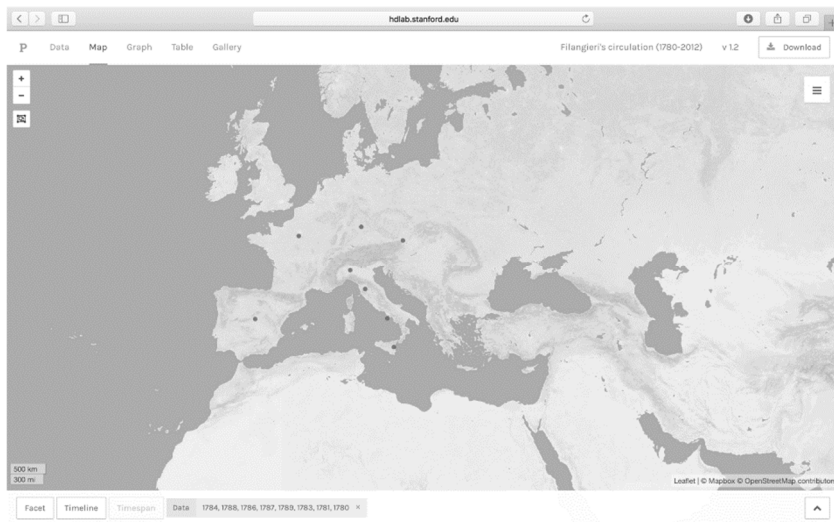 hdlab.stanford.edu
P Data Map Graph Table Gallery Filangieri's circulation (1780-2012) v 1.2 Download
+
−
500 km
300 mi
Leaflet | © Mapbox © OpenStreetMap contributors
Facet Timeline Timespan Data 1784, 1788, 1786, 1797, 1789, 1783, 1781, 1780 ×